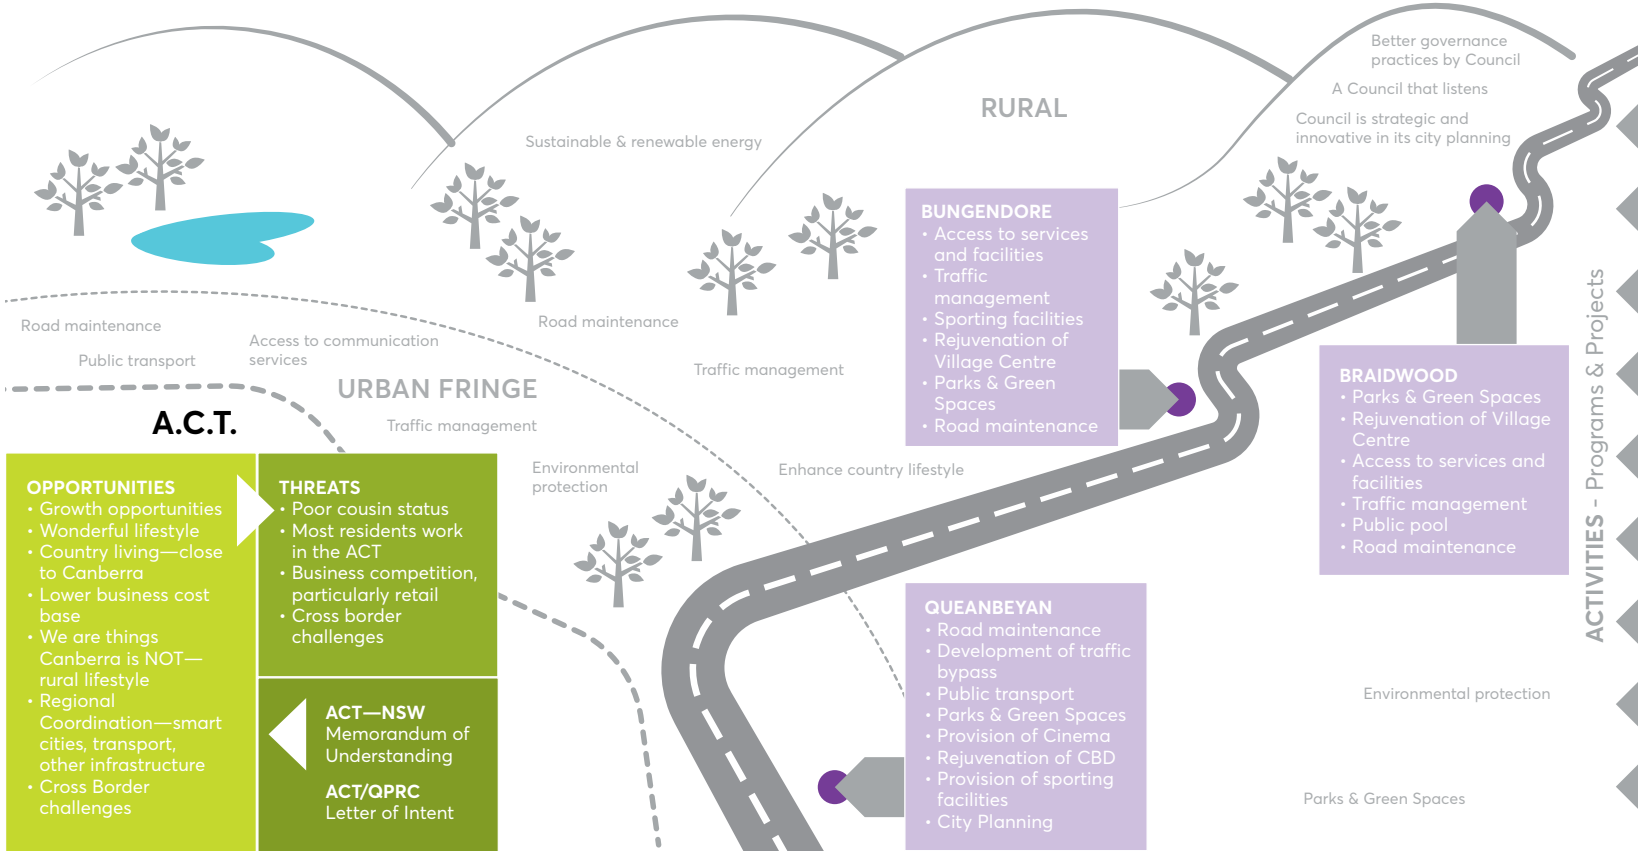 Better governance
practices by Council
A Council that listens
Council is strategic and
innovative in its city planning
RURAL
Sustainable & renewable energy
Road maintenance
Public transport
Access to communication
services
Road maintenance
Traffic management
URBAN FRINGE
Traffic management
Environmental
protection
Enhance country lifestyle
A.C.T.
OPPORTUNITIES
• Growth opportunities
• Wonderful lifestyle
• Country living—close
to Canberra
• Lower business cost
base
• We are things
Canberra is NOT—
rural lifestyle
• Regional
Coordination—smart
cities, transport,
other infrastructure
• Cross Border
challenges
THREATS
• Poor cousin status
• Most residents work
in the ACT
• Business competition,
particularly retail
• Cross border
challenges
ACT—NSW
Memorandum of
Understanding
ACT/QPRC
Letter of Intent
BUNGENDORE
• Access to services
and facilities
• Traffic
management
• Sporting facilities
• Rejuvenation of
Village Centre
• Parks & Green
Spaces
• Road maintenance
QUEANBEYAN
• Road maintenance
• Development of traffic
bypass
• Public transport
• Parks & Green Spaces
• Provision of Cinema
• Rejuvenation of CBD
• Provision of sporting
facilities
• City Planning
BRAIDWOOD
• Parks & Green Spaces
• Rejuvenation of Village
Centre
• Access to services and
facilities
• Traffic management
• Public pool
• Road maintenance
Environmental protection
Parks & Green Spaces
ACTIVITIES - Programs & Projects